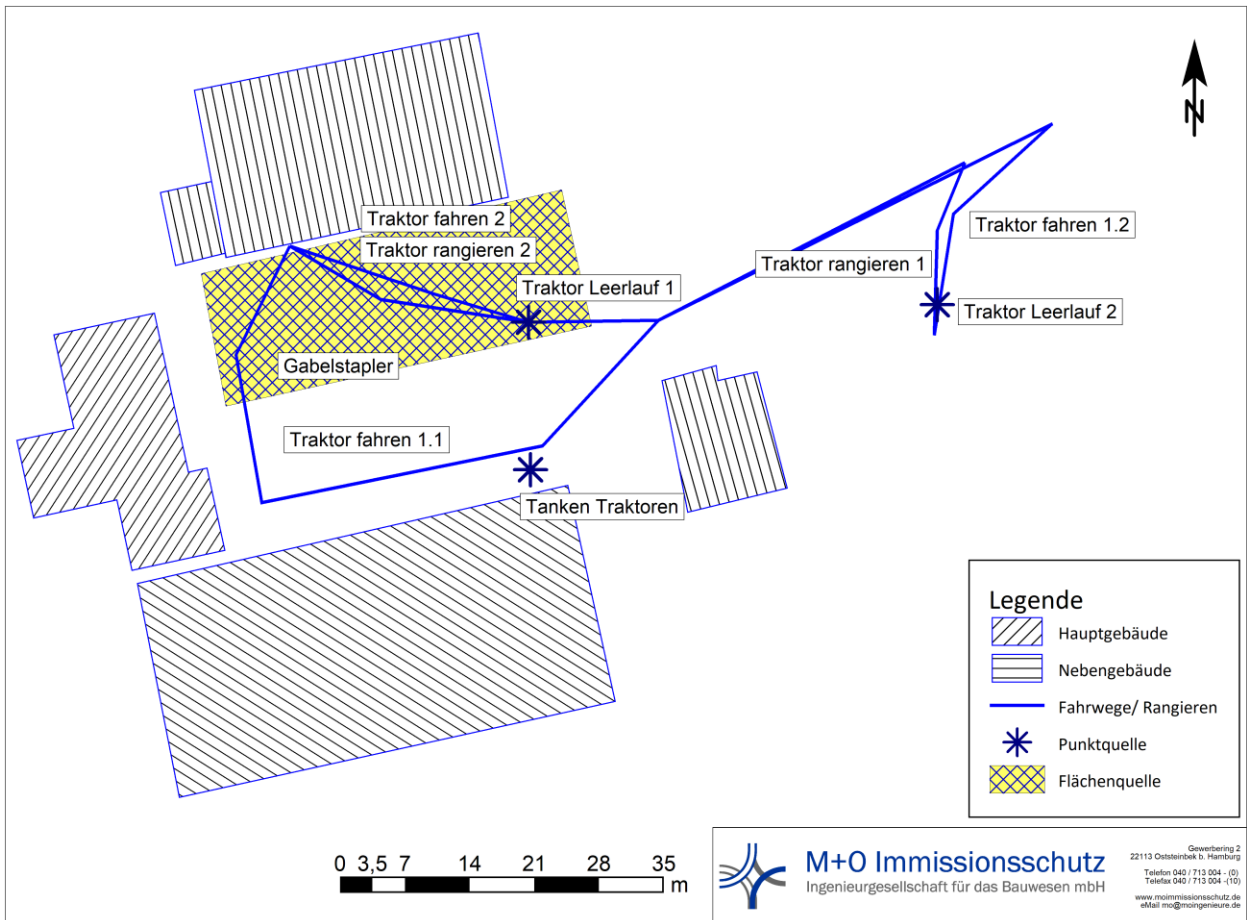 N
Traktor fahren 2
Traktor rangieren 2
Traktor fahren 1.2
Traktor rangieren 1
Traktor Leerlauf 1
Traktor Leerlauf 2
Gabelstapler
Traktor fahren 1.1
Tanken Traktoren
Legende
Hauptgebäude
Nebengebäude
Fahrwege/ Rangieren
Punktquelle
Flächenquelle
0 3,5 7 14 21 28 35
m
M+O Immissionsschutz
Ingenieurgesellschaft für das Bauwesen mbH
Gewerbering 2
22113 Oststeinbek b. Hamburg
Telefon 040 / 713 004 - (0)
Telefax 040 / 713 004 -(10)
www.moimmissionsschutz.de
eMail mo@moingenieure.de